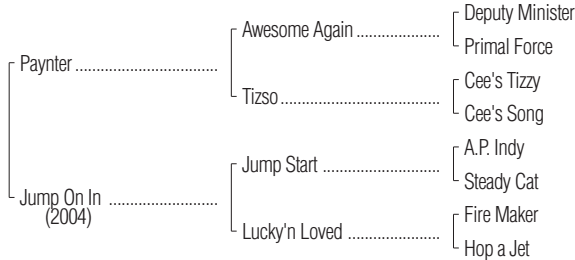 Deputy Minister
Awesome Again ....................
Primal Force
Paynter ..................................
Cee's Tizzy
Tizso ......................................
Cee's Song
A.P. Indy
Jump Start .............................
Steady Cat
Jump On In ..........................
(2004)
Fire Maker
Lucky'n Loved ......................
Hop a Jet